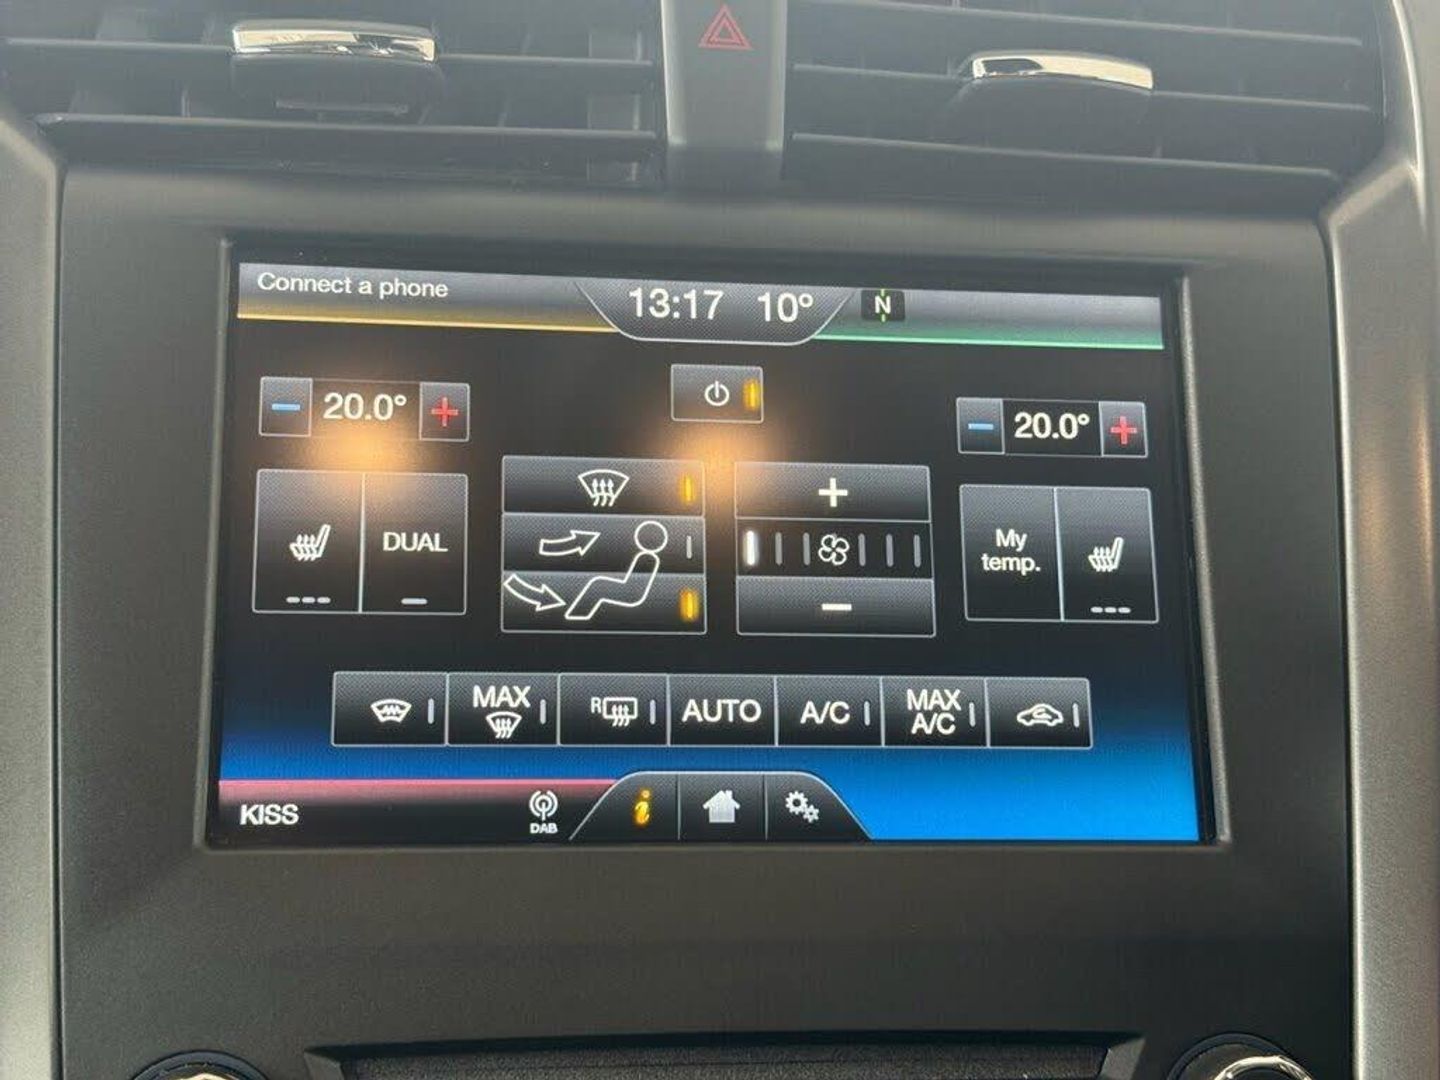 Connect a phone
13:17 10° N
20.0°
20.0°
DUAL
My
temp.
MAX
R
AUTO
A/C
MAX
A/C
KISS
DAB
i